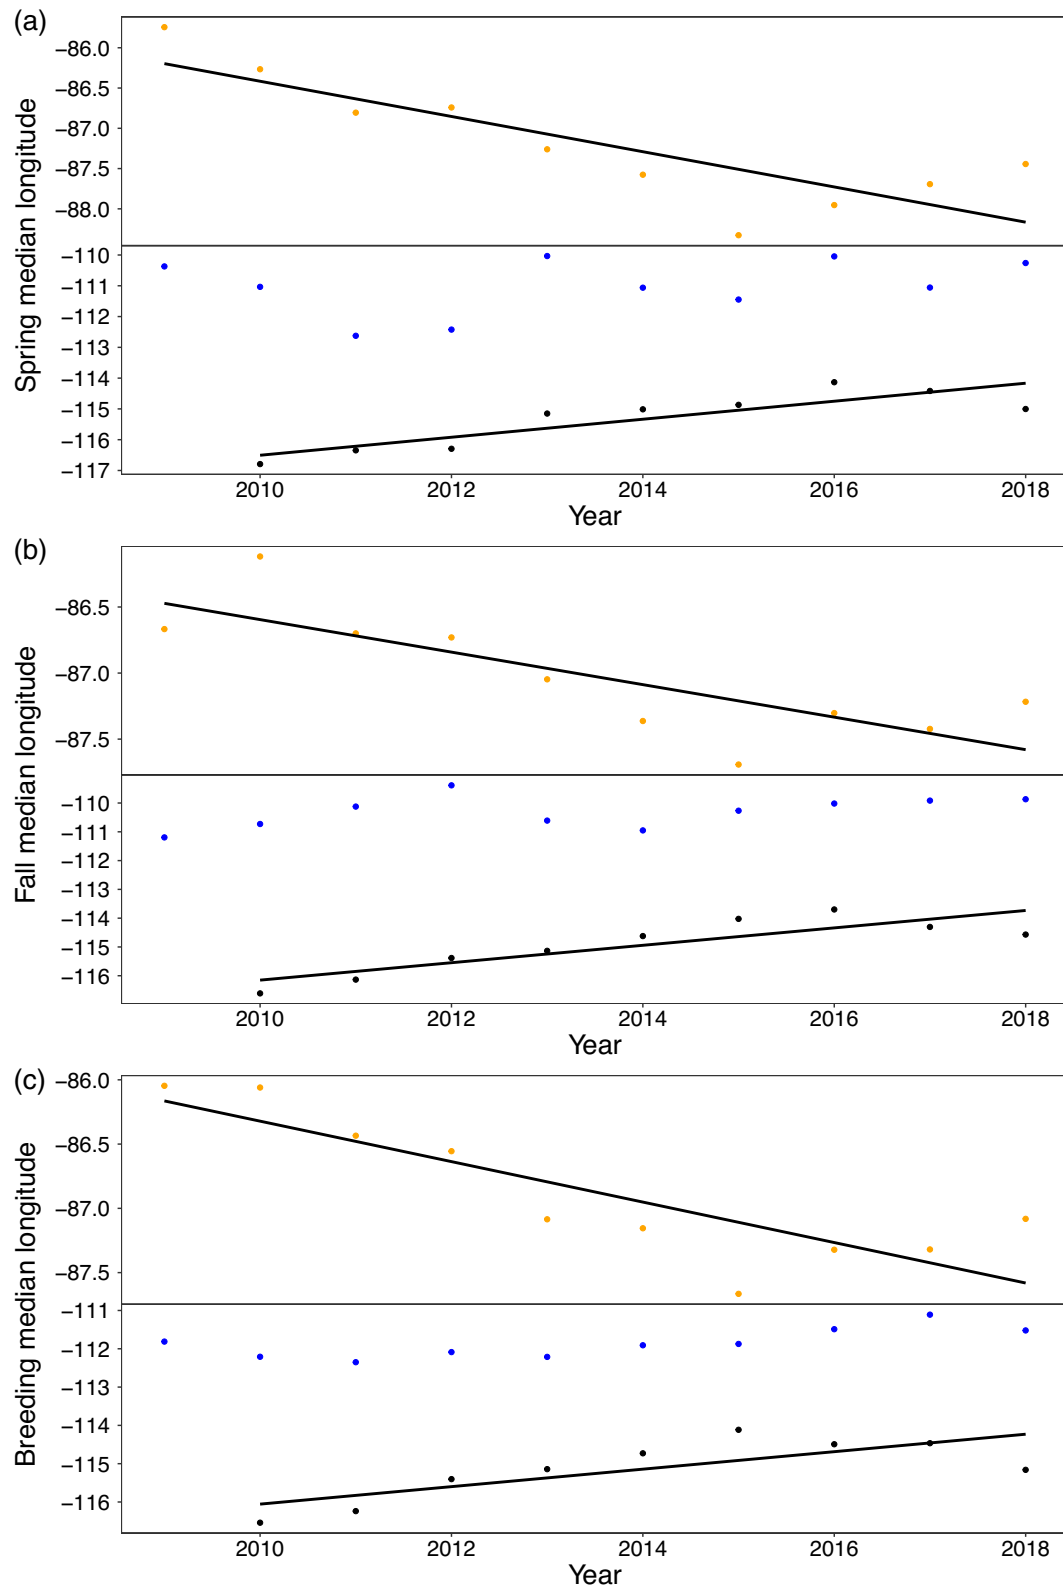 (a)
Spring median longitude
−86.0
−86.5
−87.0
−87.5
−88.0
−110
−111
−112
−113
−114
−115
−116
−117
2010 2012 2014 2016 2018
Year
(b)
Fall median longitude
−86.5
−87.0
−87.5
−110
−111
−112
−113
−114
−115
−116
2010 2012 2014 2016 2018
Year
(c)
Breeding median longitude
−86.0
−86.5
−87.0
−87.5
−111
−112
−113
−114
−115
−116
2010 2012 2014 2016 2018
Year